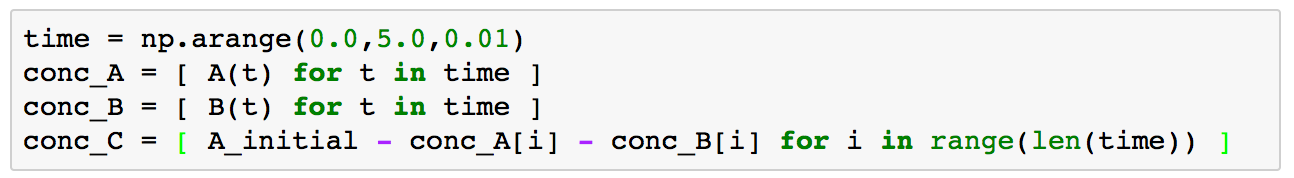 time = np.arange(0.0,5.0,0.01)
conc_A = [ A(t) for t in time ]
conc_B = [ B(t) for t in time ]
conc_C = [ A_initial - conc_A[i] - conc_B[i] for i in range(len(time)) ]